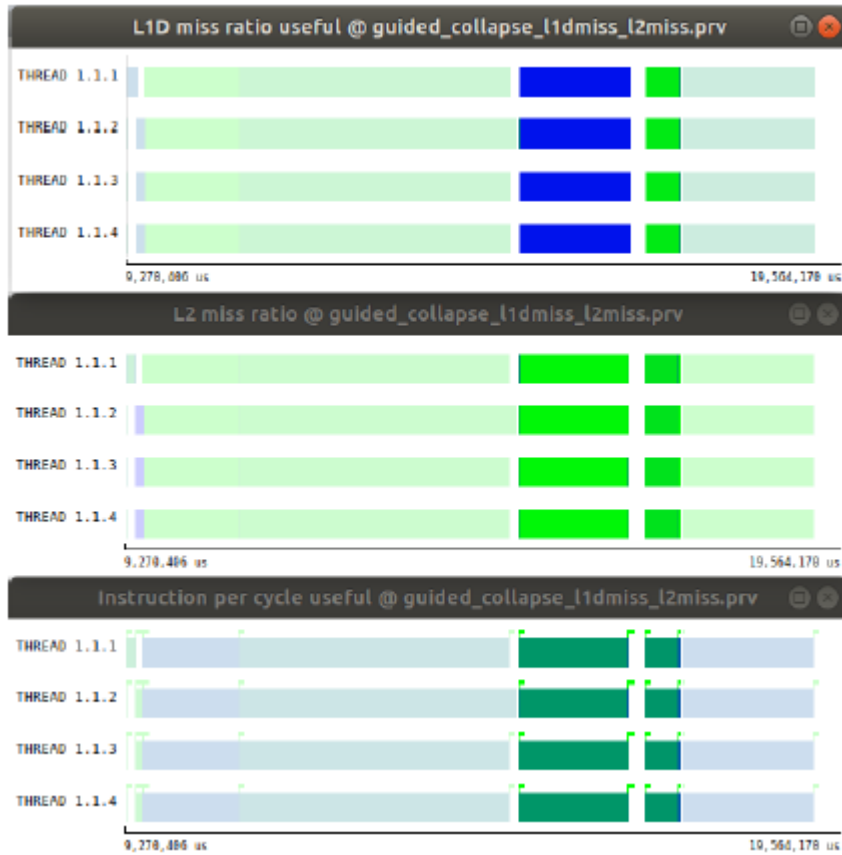 L1D miss ratio useful @ guided_collapse_l1dmiss_l2miss.prv
THREAD 1.1.1
THREAD 1.1.2
THREAD 1.1.3
THREAD 1.1.4
9,270,406 us 19,564,170 us
L2 miss ratio @ guided_collapse_l1dmiss_l2miss.prv
THREAD 1.1.1
THREAD 1.1.2
THREAD 1.1.3
THREAD 1.1.4
9,270,406 us 19,564,170 us
Instruction per cycle useful @ guided_collapse_l1dmiss_l2miss.prv
THREAD 1.1.1
THREAD 1.1.2
THREAD 1.1.3
THREAD 1.1.4
9,270,406 us 19,564,170 us